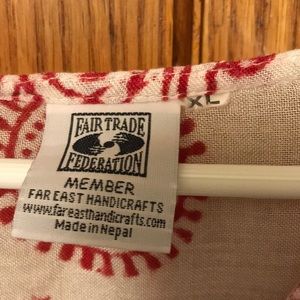 XL
FAIR TRADE
FEDERATION
MEMBER
FAR EAST HANDICRAFTS
www.fareasthandicrafts.com
Made in Nepal